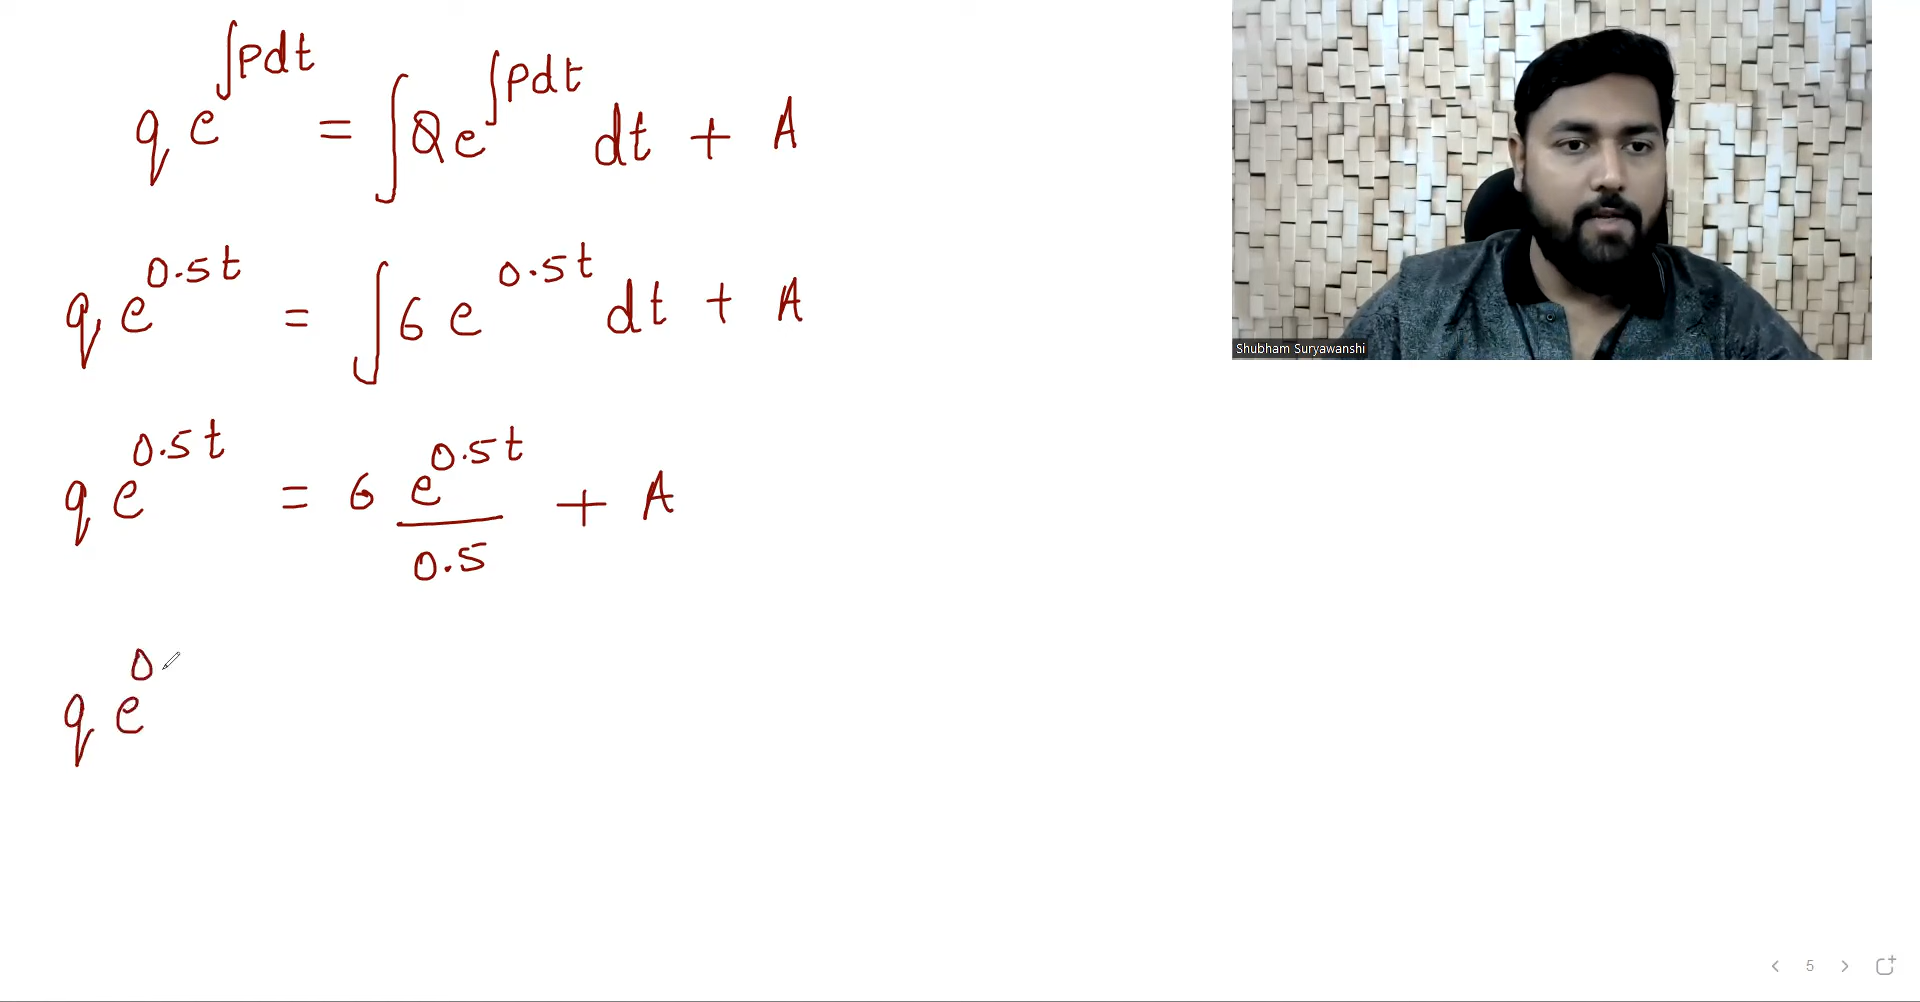 q e^∫pdt = ∫Qe^∫pdt dt + A
q e^0.5t = ∫6 e^0.5t dt + A
q e^0.5t = 6 e^0.5t / 0.5 + A
q e^0
Shubham Suryawanshi
5